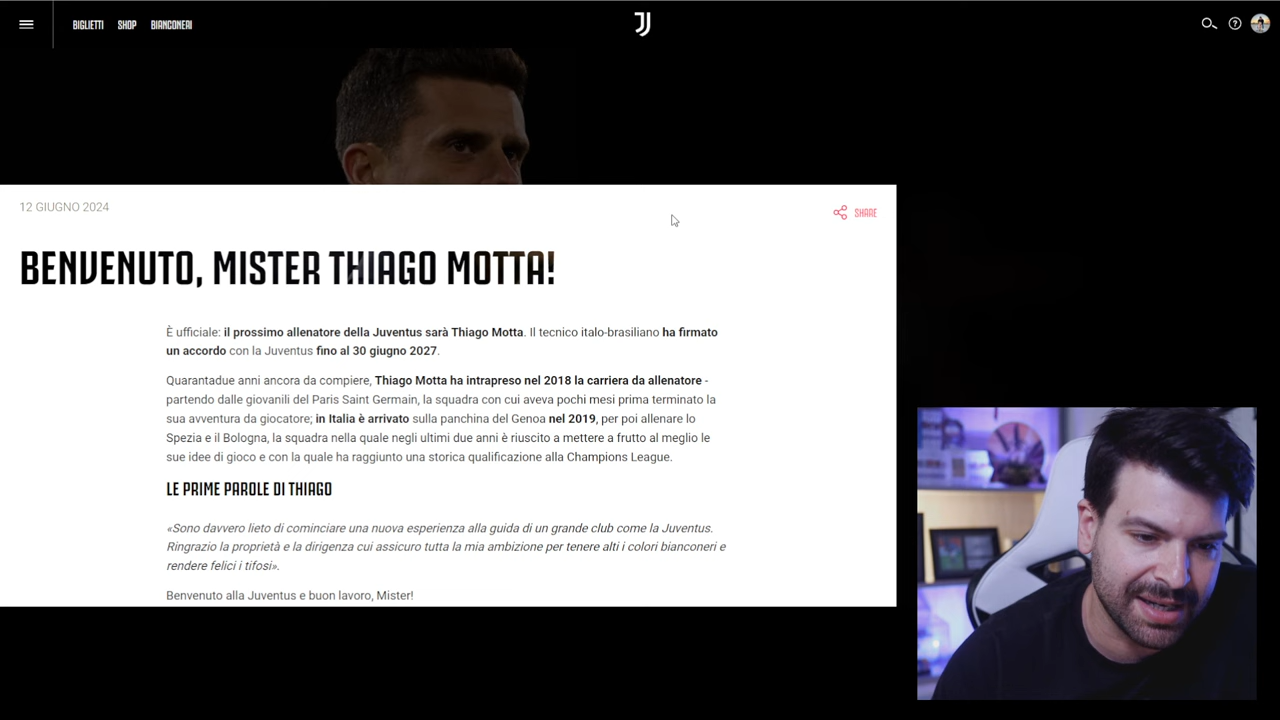 BIGLIETTI SHOP BIANCONERI
12 GIUGNO 2024
SHARE
BENVENUTO, MISTER THIAGO MOTTA!
È ufficiale: il prossimo allenatore della Juventus sarà Thiago Motta. Il tecnico italo-brasiliano ha firmato
un accordo con la Juventus fino al 30 giugno 2027.
Quarantadue anni ancora da compiere, Thiago Motta ha intrapreso nel 2018 la carriera da allenatore -
partendo dalle giovanili del Paris Saint Germain, la squadra con cui aveva pochi mesi prima terminato la
sua avventura da giocatore; in Italia è arrivato sulla panchina del Genoa nel 2019, per poi allenare lo
Spezia e il Bologna, la squadra nella quale negli ultimi due anni è riuscito a mettere a frutto al meglio le
sue idee di gioco e con la quale ha raggiunto una storica qualificazione alla Champions League.
LE PRIME PAROLE DI THIAGO
«Sono davvero lieto di cominciare una nuova esperienza alla guida di un grande club come la Juventus.
Ringrazio la proprietà e la dirigenza cui assicuro tutta la mia ambizione per tenere alti i colori bianconeri e
rendere felici i tifosi».
Benvenuto alla Juventus e buon lavoro, Mister!